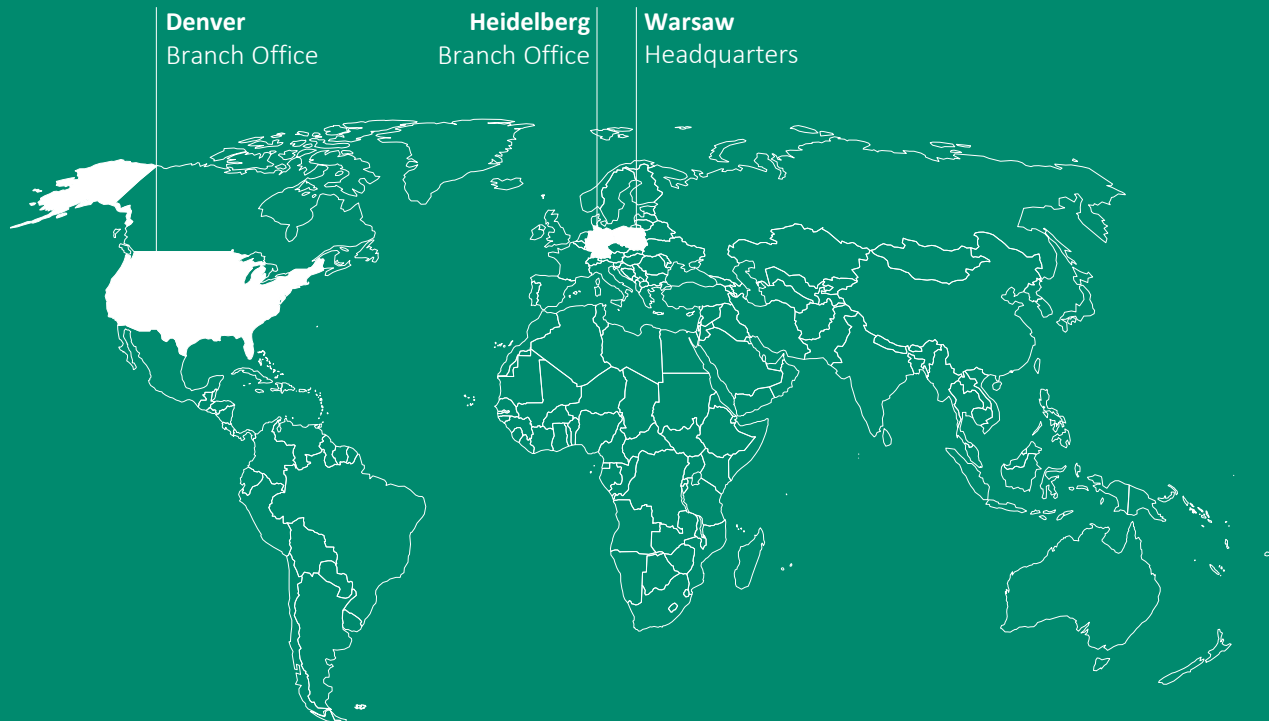 Denver
Branch Office
Heidelberg
Branch Office
Warsaw
Headquarters